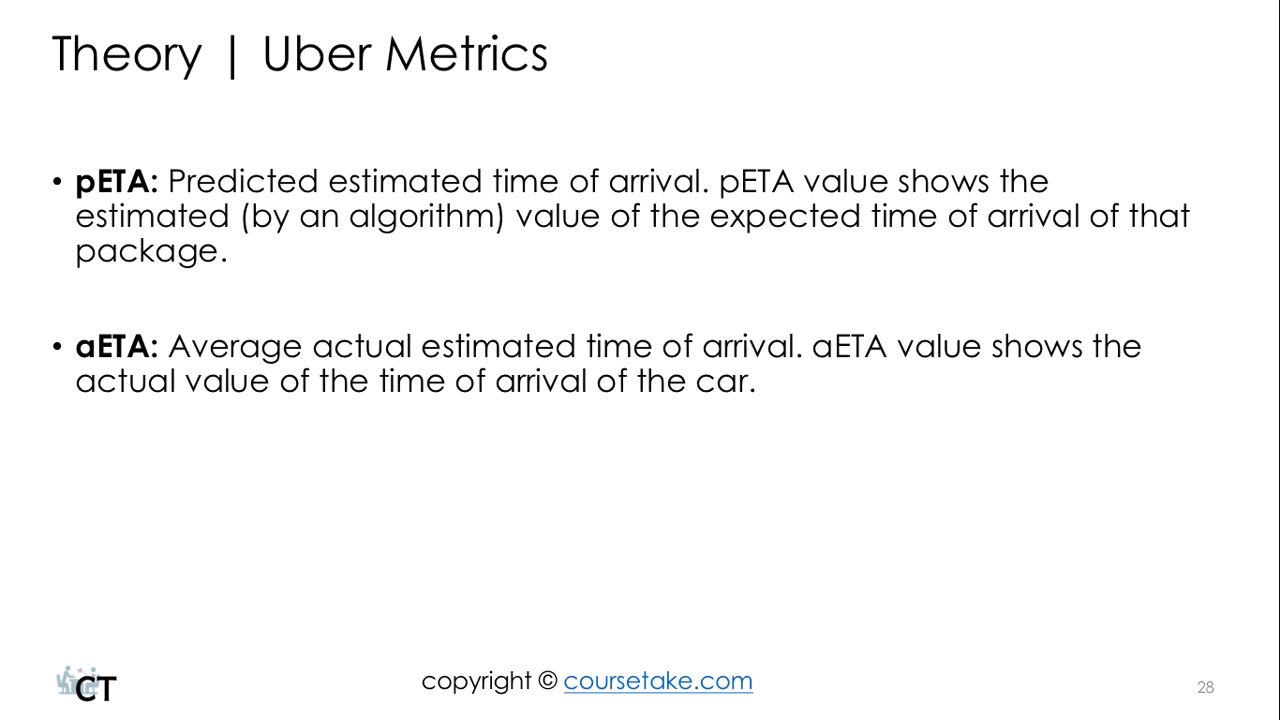 Theory | Uber Metrics
• pETA: Predicted estimated time of arrival. pETA value shows the
estimated (by an algorithm) value of the expected time of arrival of that
package.
• aETA: Average actual estimated time of arrival. aETA value shows the
actual value of the time of arrival of the car.
CT
copyright © coursetake.com
28